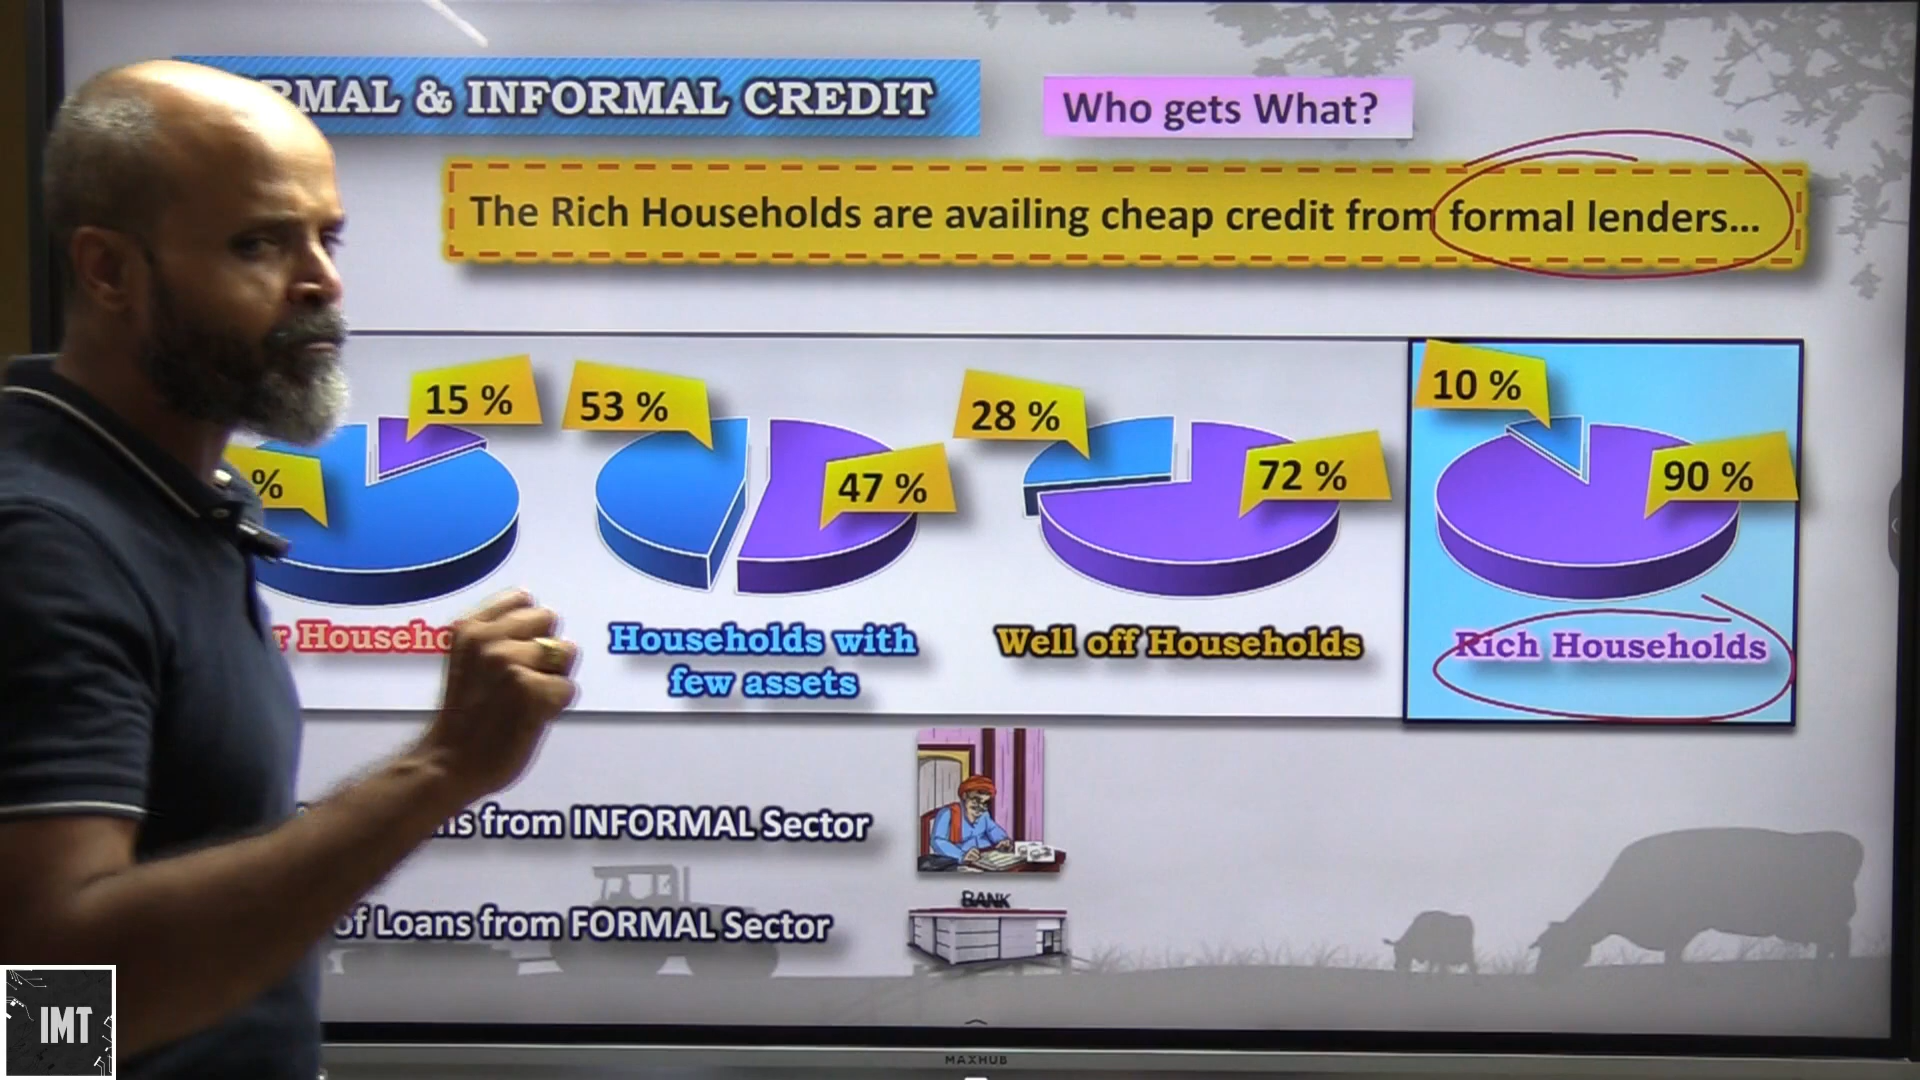 & INFORMAL CREDIT
Who gets What?
The Rich Households are availing cheap credit from formal lenders...
15 %
53 %
28 %
10 %
%
47 %
72 %
90 %
Households with
few assets
Well off Households
Rich Households
from INFORMAL Sector
BANK
of Loans from FORMAL Sector
MAXHUB
IMT